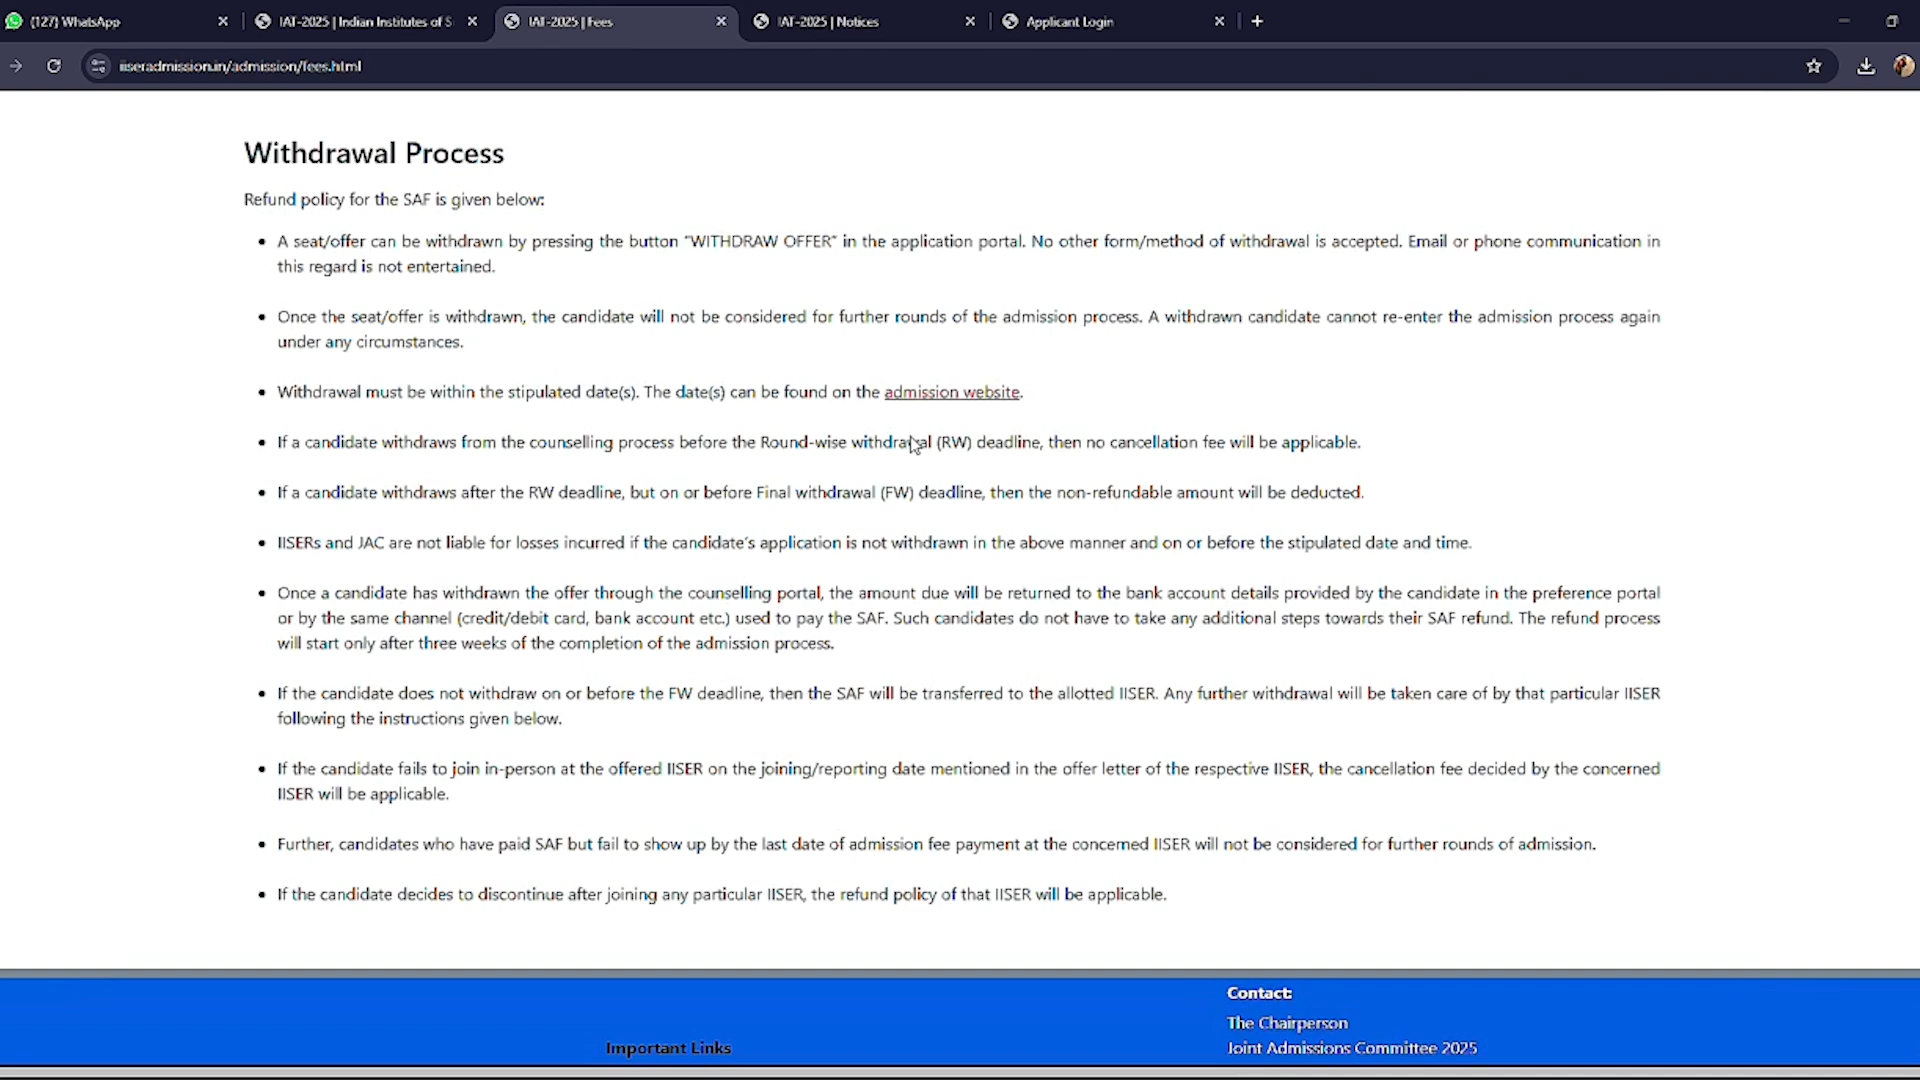 (127) WhatsApp
IAT-2025 | Indian Institutes of S
IAT-2025 | Fees
IAT-2025 | Notices
Applicant Login
iiseradmission.in/admission/fees.html
Withdrawal Process
Refund policy for the SAF is given below:
• A seat/offer can be withdrawn by pressing the button “WITHDRAW OFFER” in the application portal. No other form/method of withdrawal is accepted. Email or phone communication in
this regard is not entertained.
• Once the seat/offer is withdrawn, the candidate will not be considered for further rounds of the admission process. A withdrawn candidate cannot re-enter the admission process again
under any circumstances.
• Withdrawal must be within the stipulated date(s). The date(s) can be found on the admission website.
• If a candidate withdraws from the counselling process before the Round-wise withdrawal (RW) deadline, then no cancellation fee will be applicable.
• If a candidate withdraws after the RW deadline, but on or before Final withdrawal (FW) deadline, then the non-refundable amount will be deducted.
• IISERs and JAC are not liable for losses incurred if the candidate's application is not withdrawn in the above manner and on or before the stipulated date and time.
• Once a candidate has withdrawn the offer through the counselling portal, the amount due will be returned to the bank account details provided by the candidate in the preference portal
or by the same channel (credit/debit card, bank account etc.) used to pay the SAF. Such candidates do not have to take any additional steps towards their SAF refund. The refund process
will start only after three weeks of the completion of the admission process.
• If the candidate does not withdraw on or before the FW deadline, then the SAF will be transferred to the allotted IISER. Any further withdrawal will be taken care of by that particular IISER
following the instructions given below.
• If the candidate fails to join in-person at the offered IISER on the joining/reporting date mentioned in the offer letter of the respective IISER, the cancellation fee decided by the concerned
IISER will be applicable.
• Further, candidates who have paid SAF but fail to show up by the last date of admission fee payment at the concerned IISER will not be considered for further rounds of admission.
• If the candidate decides to discontinue after joining any particular IISER, the refund policy of that IISER will be applicable.
Contact:
The Chairperson
Important Links
Joint Admissions Committee 2025